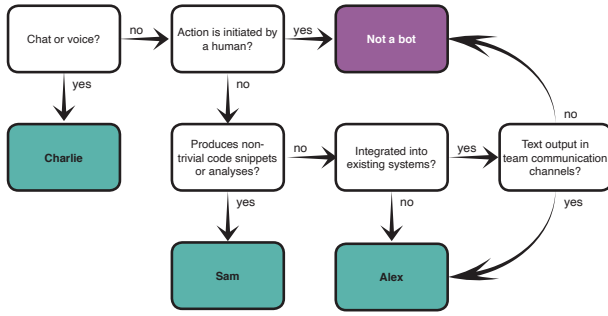 Chat or voice?
no
Action is initiated by
a human?
yes
Not a bot
yes
no
no
Charlie
Produces non-
trivial code snippets
or analyses?
no
Integrated into
existing systems?
yes
Text output in
team communication
channels?
yes
no
yes
Sam
Alex